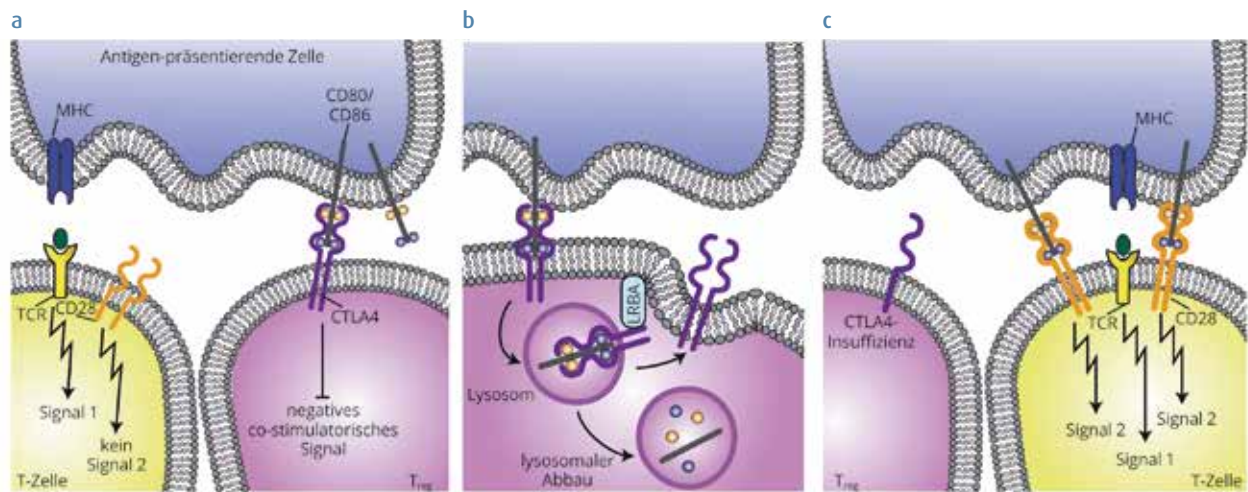 a
Antigen-präsentierende Zelle
MHC
CD80/
CD86
TCR
CD28
CTLA4
Signal 1
kein
Signal 2
negatives
co-stimulatorisches
Signal
T-Zelle
Treg
b
LRBA
Lysosom
lysosomaler
Abbau
c
MHC
CTLA4-
Insuffizienz
TCR
CD28
Signal 2
Signal 2
Signal 1
Treg
T-Zelle